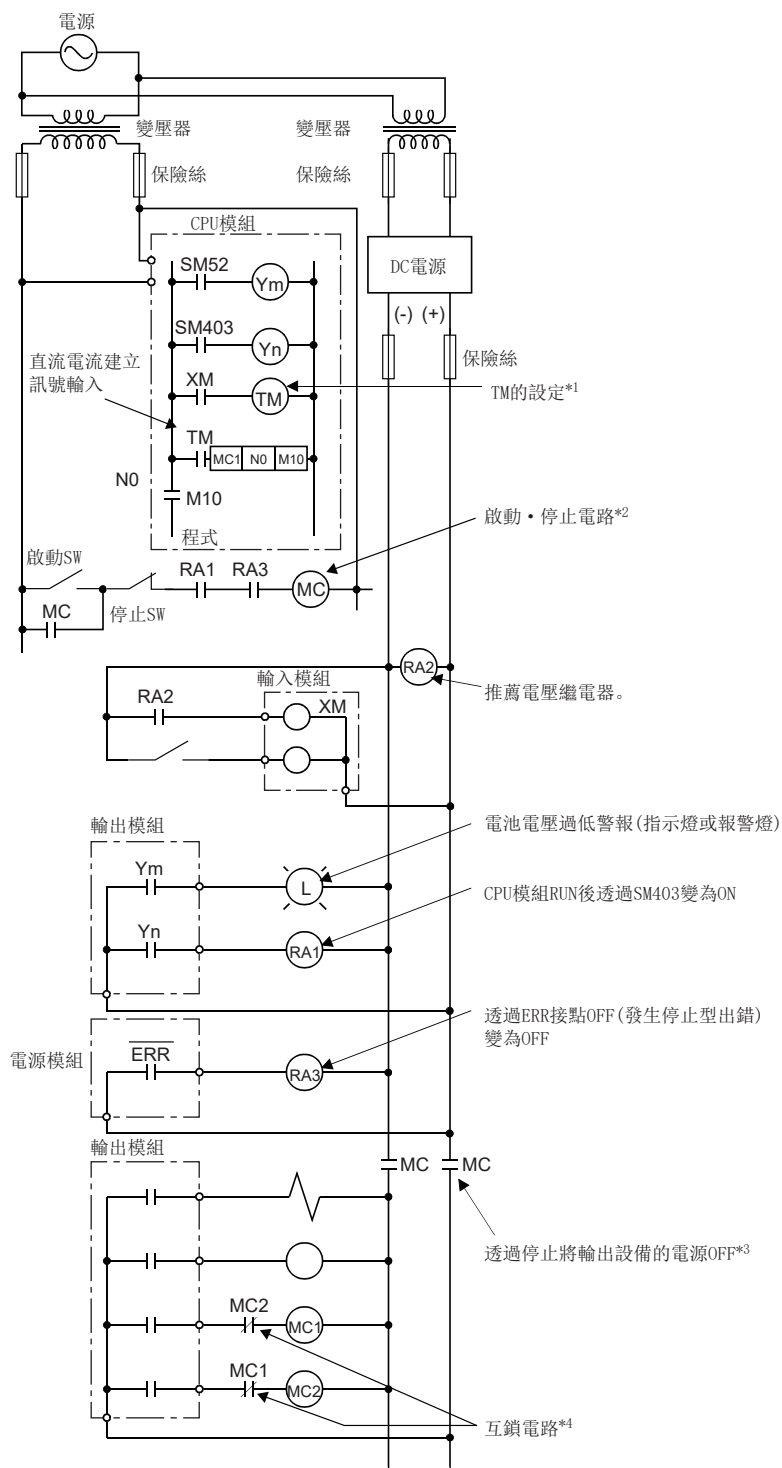 電源
變壓器
變壓器
保險絲
保險絲
CPU模組
SM52
Ym
DC電源
(-) (+)
SM403
Yn
保險絲
直流電流建立
訊號輸入
XM
TM
TM的設定*1
TM
MC1 N0 M10
N0
M10
程式
啟動・停止電路*2
啟動SW
RA1
RA3
MC
MC
停止SW
RA2
輸入模組
推薦電壓繼電器。
RA2
XM
輸出模組
電池電壓過低警報(指示燈或報警燈)
Ym
L
CPU模組RUN後透過SM403變為ON
Yn
RA1
透過ERR接點OFF(發生停止型出錯)
變為OFF
電源模組
ERR
RA3
輸出模組
MC
MC
透過停止將輸出設備的電源OFF*3
MC2
MC1
MC1
MC2
互鎖電路*4